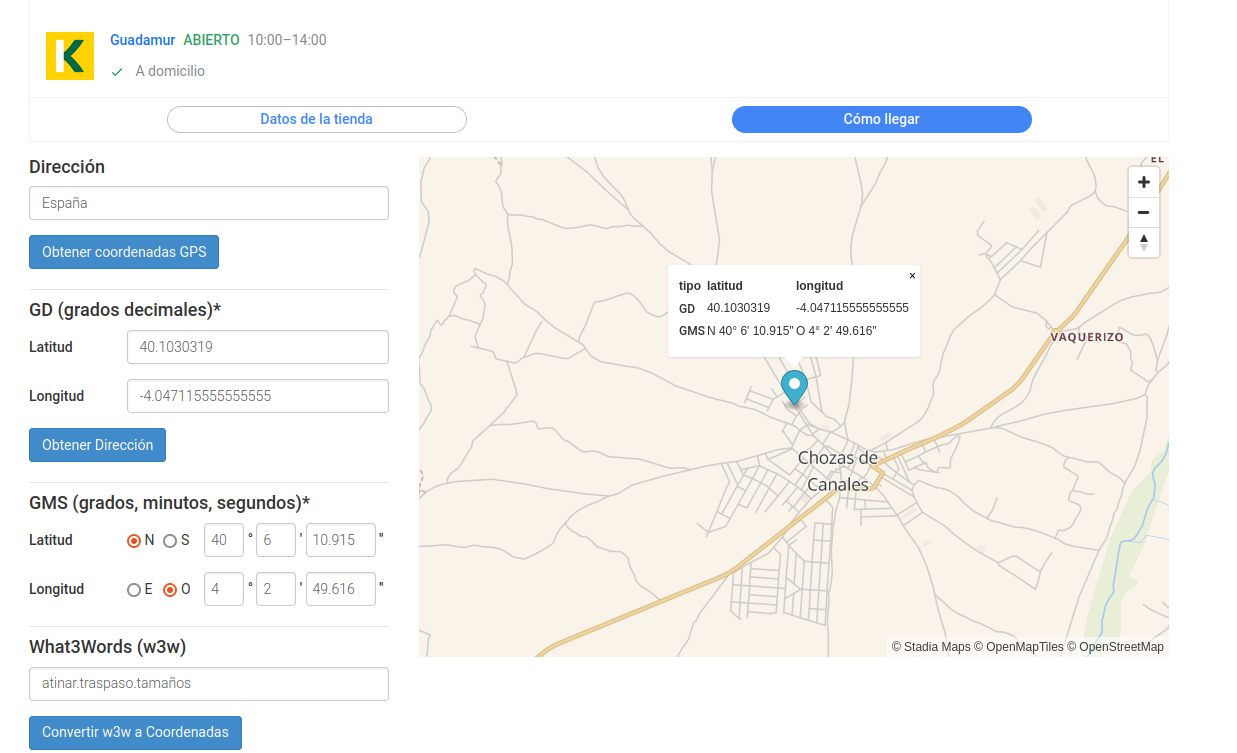 K
Guadamur ABIERTO 10:00–14:00
A domicilio
Datos de la tienda
Cómo llegar
Dirección
España
Obtener coordenadas GPS
GD (grados decimales)*
Latitud 40.1030319
Longitud -4.047115555555555
Obtener Dirección
GMS (grados, minutos, segundos)*
Latitud N S 40 ° 6 ' 10.915 "
Longitud E O 4 ° 2 ' 49.616 "
What3Words (w3w)
atinar.traspaso.tamaños
Convertir w3w a Coordenadas
EL
+
−
×
tipo latitud longitud
GD 40.1030319 -4.047115555555555
GMS N 40° 6' 10.915" O 4° 2' 49.616"
VAQUERIZO
Chozas de
Canales
© Stadia Maps © OpenMapTiles © OpenStreetMap